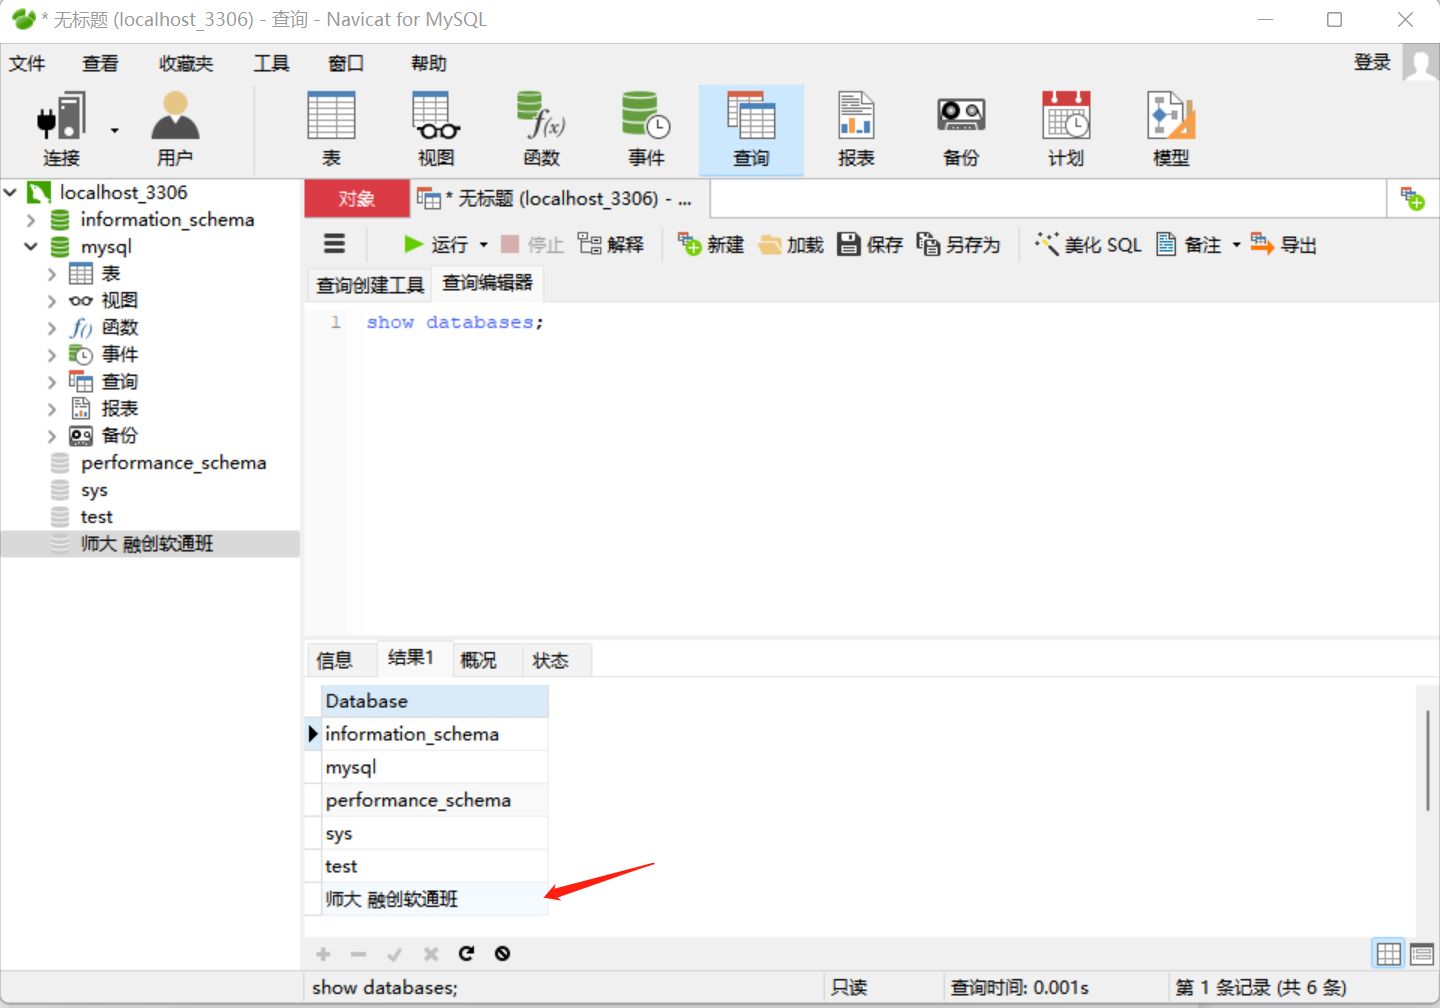 * 无标题 (localhost_3306) - 查询 - Navicat for MySQL
文件 查看 收藏夹 工具 窗口 帮助 登录
连接 用户 表 视图 函数 事件 查询 报表 备份 计划 模型
localhost_3306
information_schema
mysql
表
视图
函数
事件
查询
报表
备份
performance_schema
sys
test
师大 融创软通班
对象 * 无标题 (localhost_3306) - ...
运行 停止 解释 新建 加载 保存 另存为 美化 SQL 备注 导出
查询创建工具 查询编辑器
1 show databases;
信息 结果1 概况 状态
Database
information_schema
mysql
performance_schema
sys
test
师大 融创软通班
show databases; 只读 查询时间: 0.001s 第 1 条记录 (共 6 条)